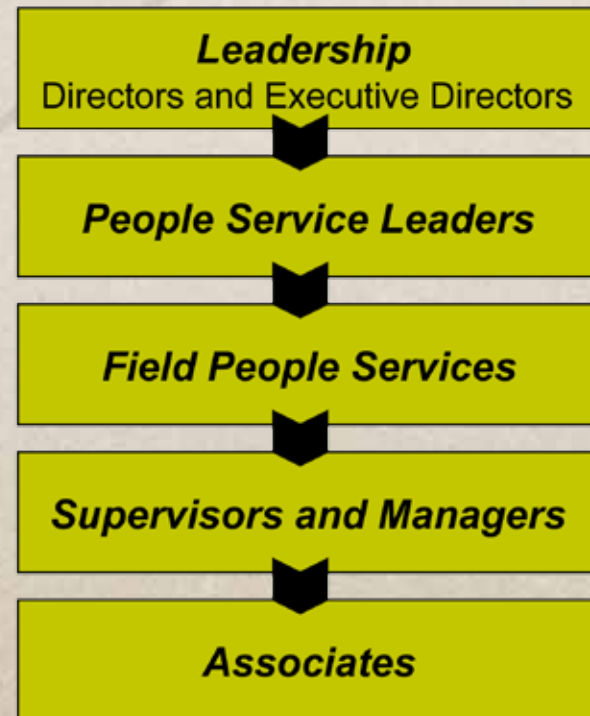 Leadership
Directors and Executive Directors
People Service Leaders
Field People Services
Supervisors and Managers
Associates